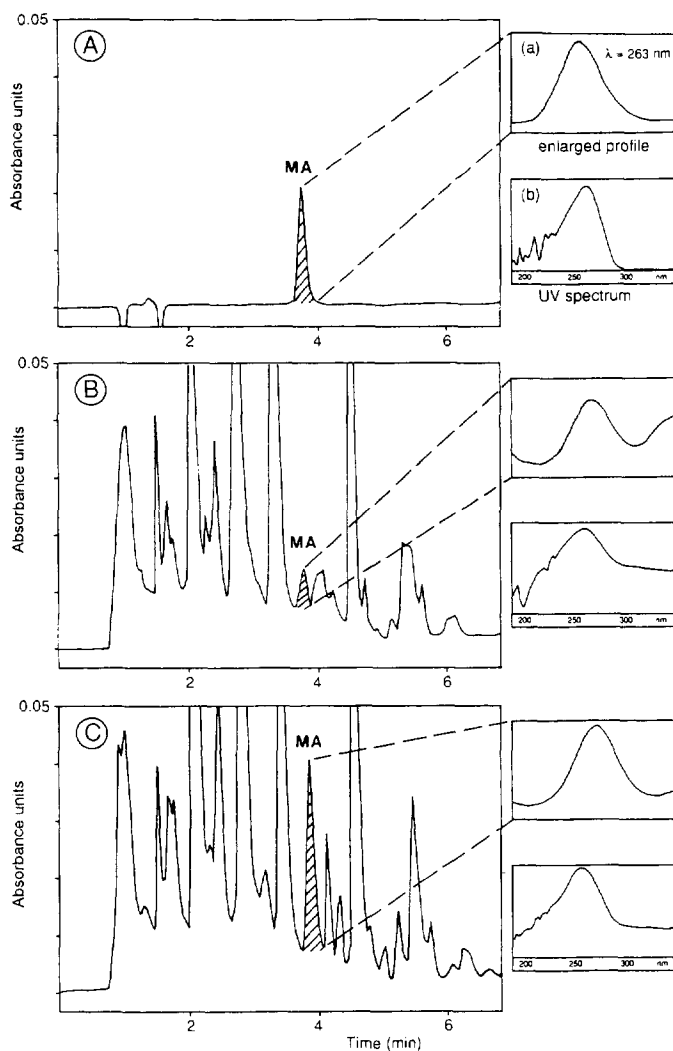 0.05
A
Absorbance units
MA
2
4
6
(a)
λ = 263 nm
enlarged profile
(b)
200 250 300 nm
UV spectrum
0.05
B
Absorbance units
MA
2
4
6
200 250 300 nm
0.05
C
Absorbance units
MA
2
4
6
Time (min)
200 250 300 nm